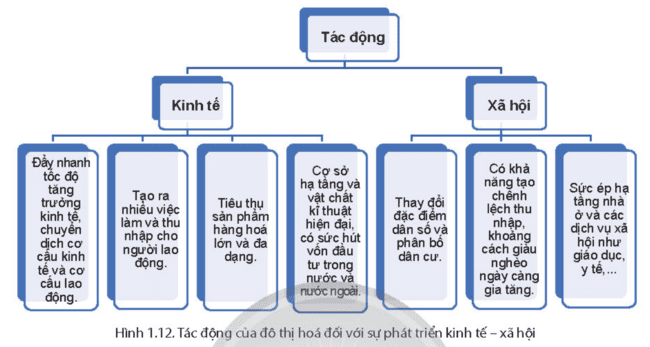 Tác động
Kinh tế
Xã hội
Đẩy nhanh
tốc độ
tăng
trưởng
kinh tế,
chuyển
dịch cơ
cấu kinh
tế và cơ
cấu lao
động.
Tạo ra
nhiều việc
làm và thu
nhập cho
người lao
động.
Tiêu thụ
sản phẩm
hàng hoá
lớn và đa
dạng.
Cơ sở
hạ tầng và
vật chất
kĩ thuật
hiện đại,
có sức hút
vốn đầu
tư trong
nước và
nước ngoài.
Thay đổi
đặc điểm
dân số và
phân bố
dân cư.
Có khả
năng tạo
chênh
lệch thu
nhập,
khoảng
cách giàu
nghèo
ngày càng
gia tăng.
Sức ép hạ
tầng nhà
ở và các
dịch vụ xã
hội như
giáo dục,
y tế,...
Hình 1.12. Tác động của đô thị hoá đối với sự phát triển kinh tế – xã hội